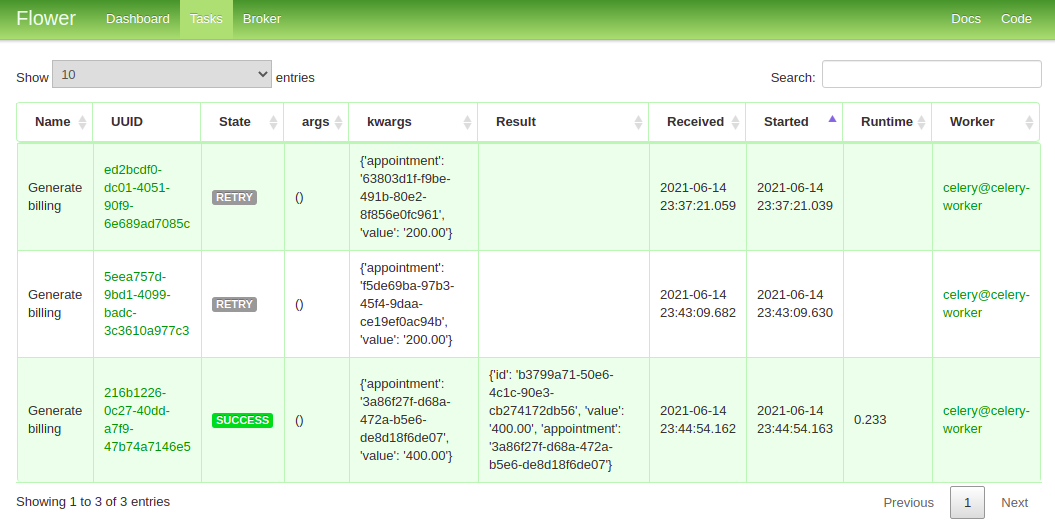 Flower Dashboard Tasks Broker Docs Code
Show 10 entries Search:
Name UUID State args kwargs Result Received Started Runtime Worker
Generate
billing
ed2bcdf0-
dc01-4051-
90f9-
6e689ad7085c
RETRY
()
{'appointment':
'63803d1f-f9be-
491b-80e2-
8f856e0fc961',
'value': '200.00'}
2021-06-14
23:37:21.059
2021-06-14
23:37:21.039
celery@celery-
worker
Generate
billing
5eea757d-
9bd1-4099-
badc-
3c3610a977c3
RETRY
()
{'appointment':
'f5de69ba-97b3-
45f4-9daa-
ce19ef0ac94b',
'value': '200.00'}
2021-06-14
23:43:09.682
2021-06-14
23:43:09.630
celery@celery-
worker
Generate
billing
216b1226-
0c27-40dd-
a7f9-
47b74a7146e5
SUCCESS
()
{'appointment':
'3a86f27f-d68a-
472a-b5e6-
de8d18f6de07',
'value': '400.00'}
{'id': 'b3799a71-50e6-
4c1c-90e3-
cb274172db56', 'value':
'400.00', 'appointment':
'3a86f27f-d68a-472a-
b5e6-de8d18f6de07'}
2021-06-14
23:44:54.162
2021-06-14
23:44:54.163
0.233
celery@celery-
worker
Showing 1 to 3 of 3 entries Previous 1 Next